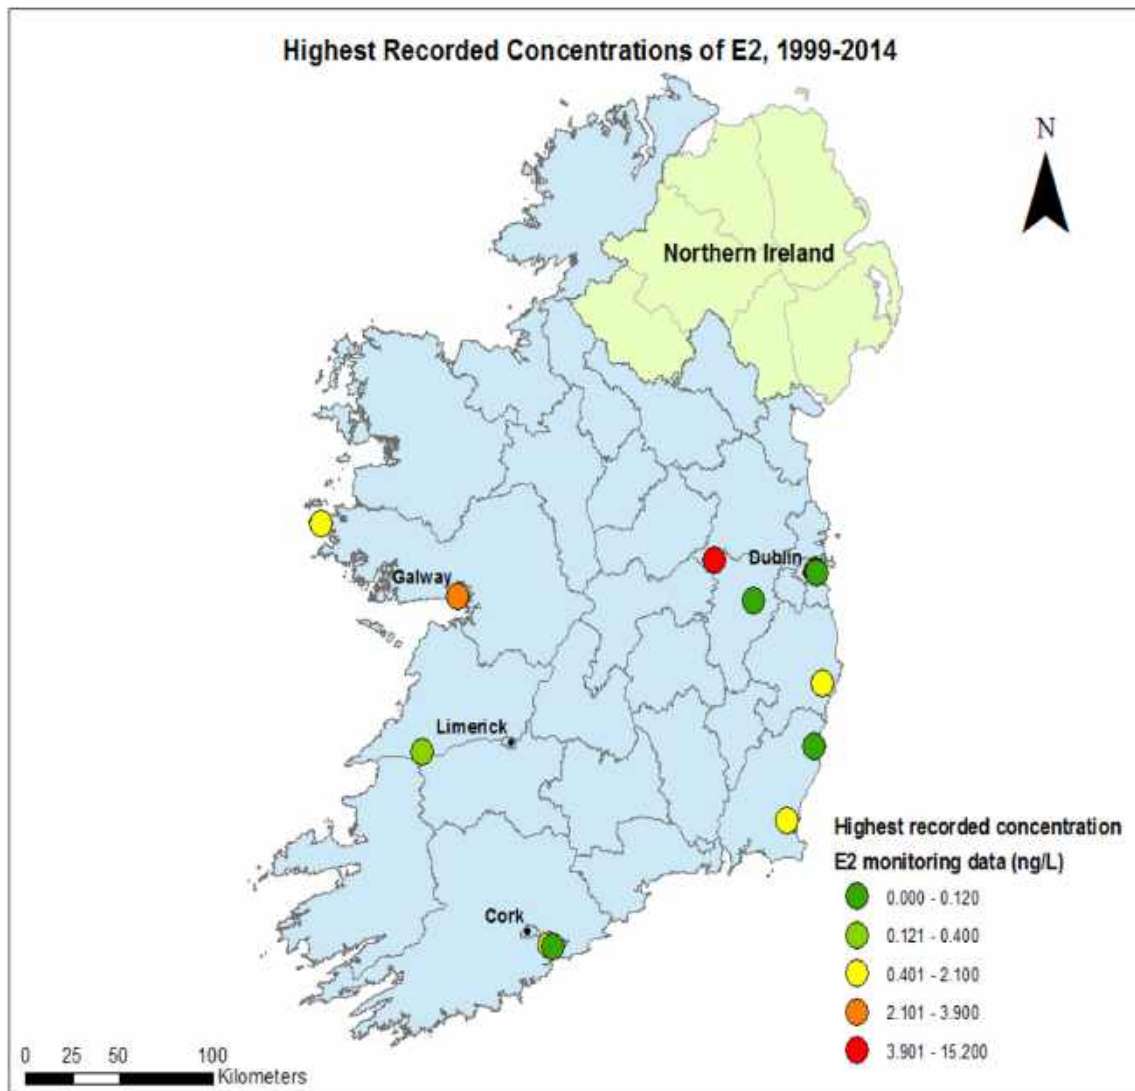 Highest Recorded Concentrations of E2, 1999-2014
N
Northern Ireland
Dublin
Galway
Limerick
Cork
Highest recorded concentration
E2 monitoring data (ng/L)
0.000 - 0.120
0.121 - 0.400
0.401 - 2.100
2.101 - 3.900
3.901 - 15.200
0 25 50 100
Kilometers